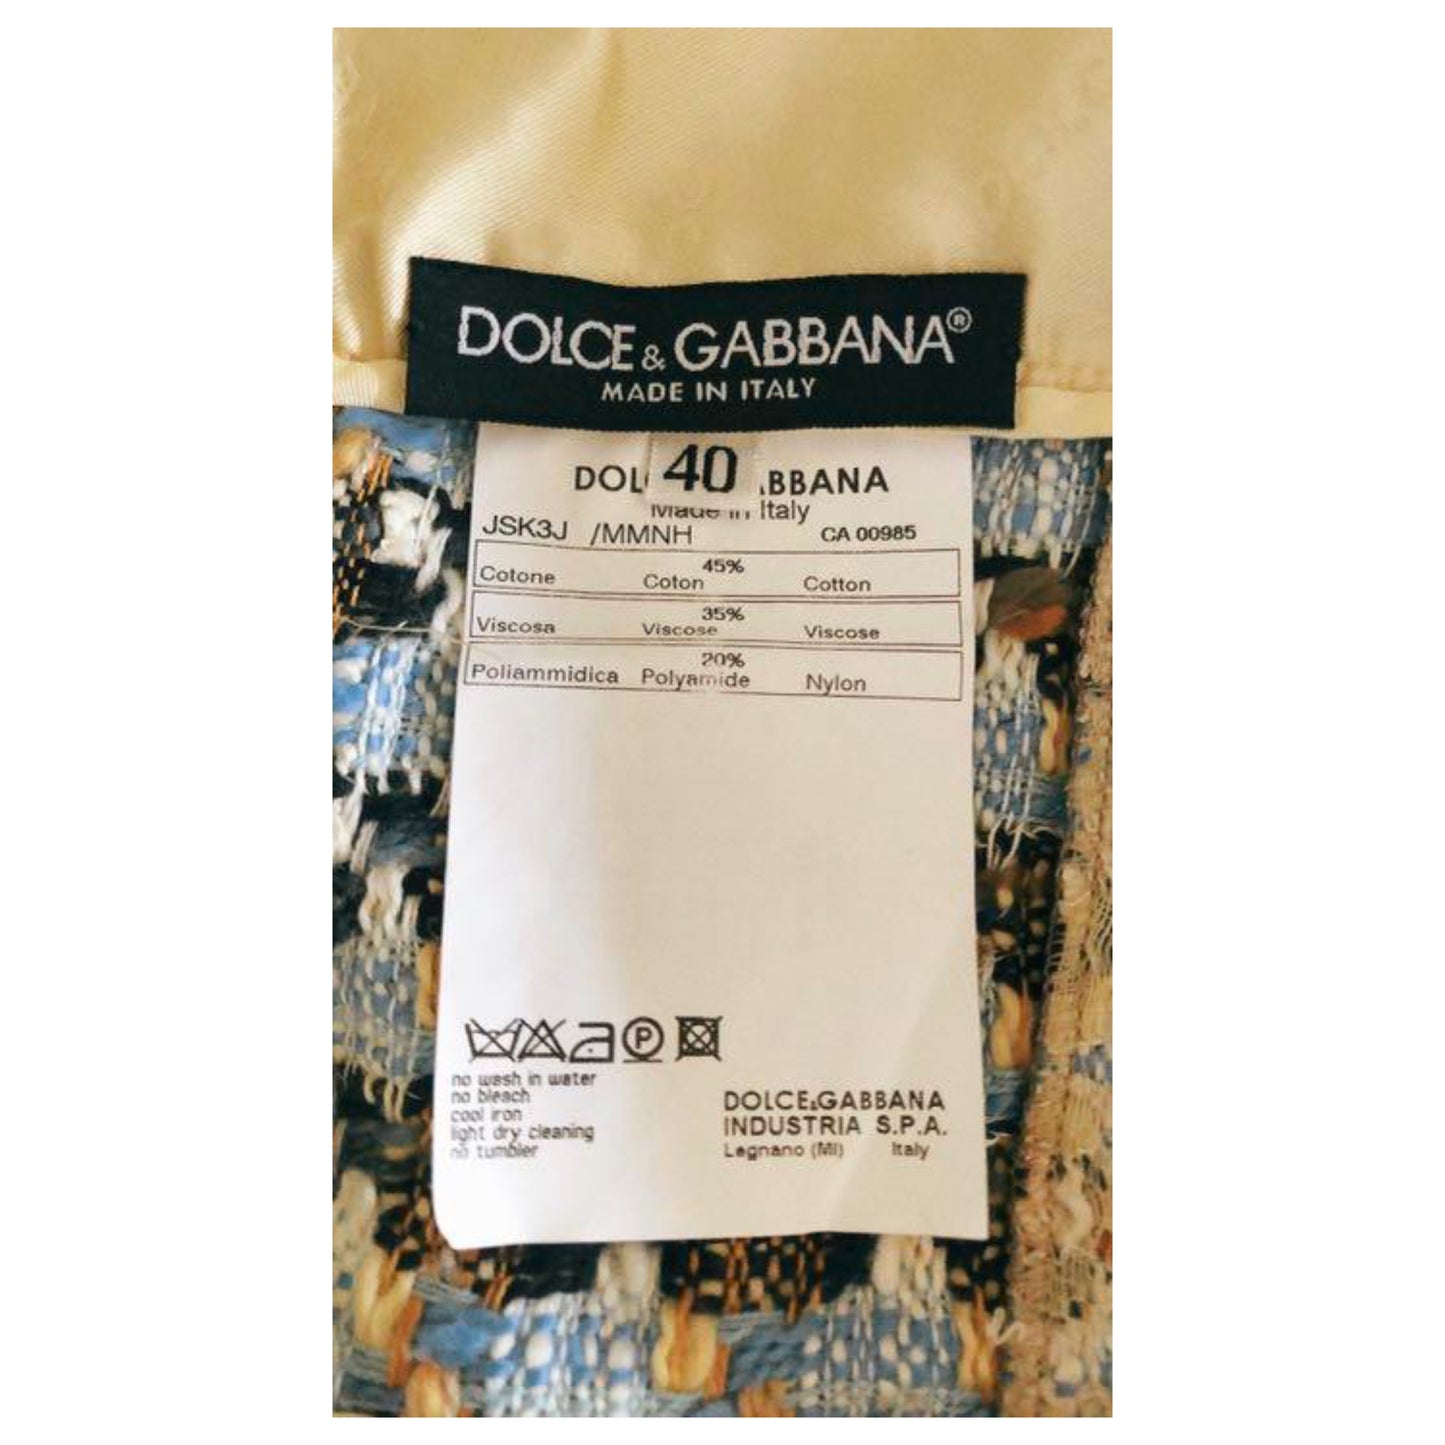 DOLCE & GABBANA®
MADE IN ITALY
40
DOL ABBANA
Made in Italy
JSK3J /MMNH CA 00985
45%
Cotone Coton Cotton
35%
Viscosa Viscose Viscose
20%
Poliammidica Polyamide Nylon
P
no wash in water
no bleach
cool iron
light dry cleaning
no tumbler
DOLCE&GABBANA
INDUSTRIA S.P.A.
Legnano (MI) Italy